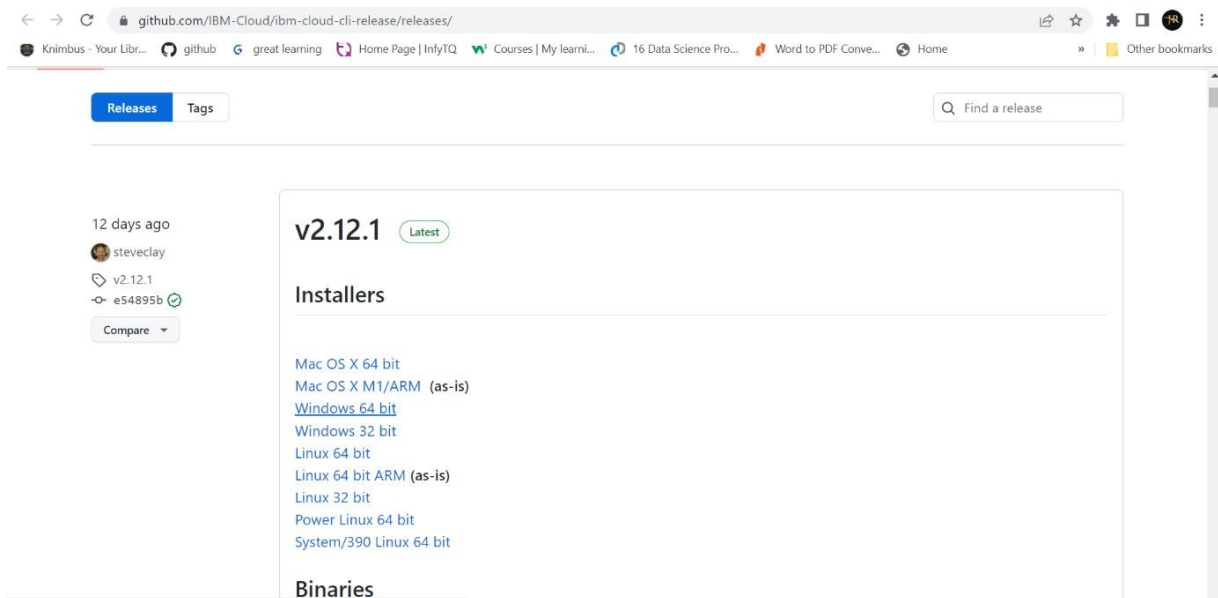 github.com/IBM-Cloud/ibm-cloud-cli-release/releases/
Knimbus - Your Libr... github G great learning Home Page | InfyTQ Courses | My learni... 16 Data Science Pro... Word to PDF Conve... Home » Other bookmarks
Releases Tags Find a release
12 days ago
steveclay
v2.12.1
e54895b
Compare
v2.12.1 Latest
Installers
Mac OS X 64 bit
Mac OS X M1/ARM (as-is)
Windows 64 bit
Windows 32 bit
Linux 64 bit
Linux 64 bit ARM (as-is)
Linux 32 bit
Power Linux 64 bit
System/390 Linux 64 bit
Binaries